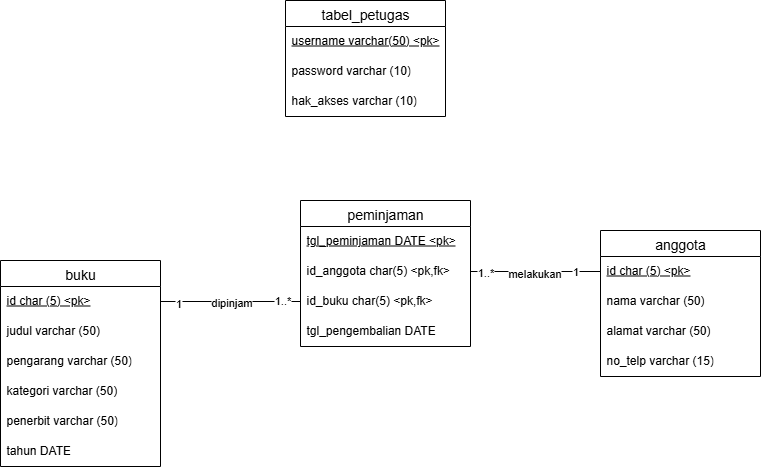 tabel_petugas
username varchar(50) <pk>
password varchar (10)
hak_akses varchar (10)
peminjaman
tgl_peminjaman DATE <pk>
id_anggota char(5) <pk,fk>
id_buku char(5) <pk,fk>
tgl_pengembalian DATE
1..*
melakukan
1
anggota
id char (5) <pk>
nama varchar (50)
alamat varchar (50)
no_telp varchar (15)
buku
id char (5) <pk>
judul varchar (50)
pengarang varchar (50)
kategori varchar (50)
penerbit varchar (50)
tahun DATE
1
dipinjam
1..*